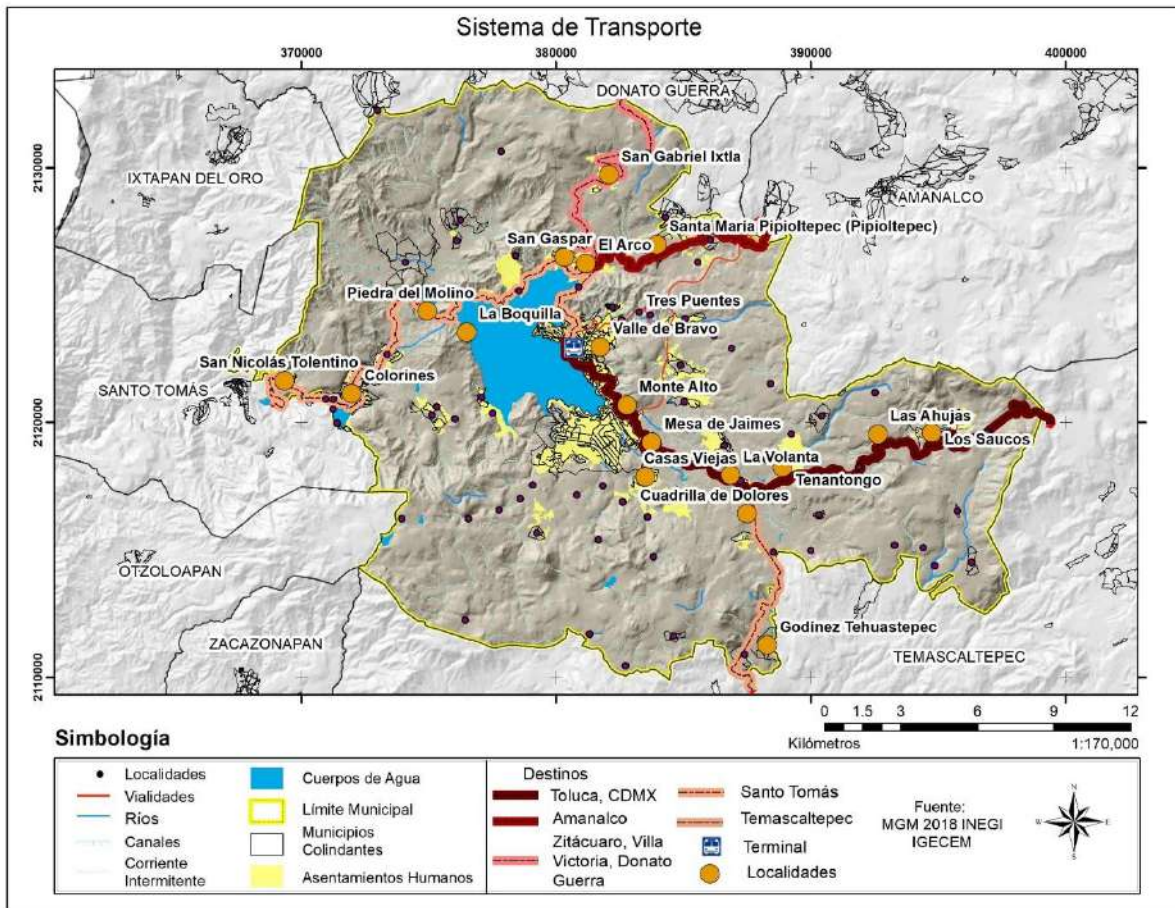 Sistema de Transporte
370000
380000
390000
400000
2130000
2120000
2110000
DONATO GUERRA
San Gabriel Ixtla
IXTAPAN DEL ORO
AMANALCO
Santa Maria Pipioltepec (Pipioltepec)
San Gaspar
El Arco
Piedra del Molino
Tres Puentes
La Boquilla
Valle de Bravo
San Nicolás Tolentino
SANTO TOMÁS
Colorines
Monte Alto
Mesa de Jaimes
Las Ahujás
Los Saucos
Casas Viejas
La Volanta
Tenantongo
Cuadrilla de Dolores
OTZOLOAPAN
ZACAZONAPAN
Godínez Tehuastepec
TEMASCALTEPEC
0 1.5 3 6 9 12
Kilómetros
1:170,000
Simbología
Localidades
Vialidades
Ríos
Canales
Corriente
Intermitente
Cuerpos de Agua
Límite Municipal
Municipios
Colindantes
Asentamientos Humanos
Destinos
Toluca, CDMX
Amanalco
Zitácuaro, Villa
Victoria, Donato
Guerra
Santo Tomás
Temascaltepec
Terminal
Localidades
Fuente:
MGM 2018 INEGI
IGECEM
N
W
E
S